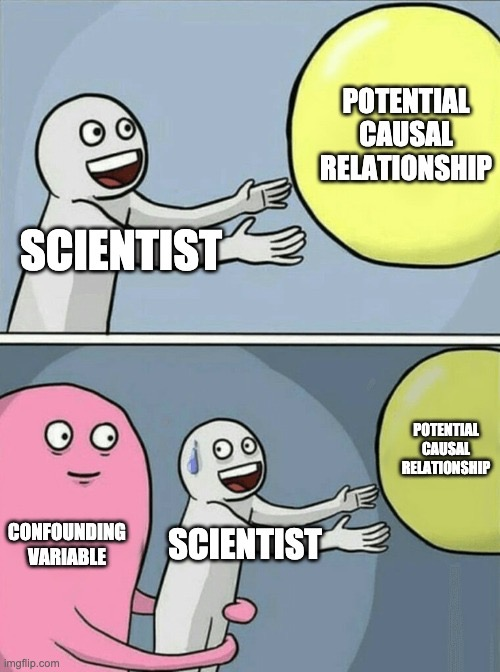 POTENTIAL
CAUSAL
RELATIONSHIP
SCIENTIST
POTENTIAL
CAUSAL
RELATIONSHIP
CONFOUNDING
VARIABLE
SCIENTIST
imgflip.com